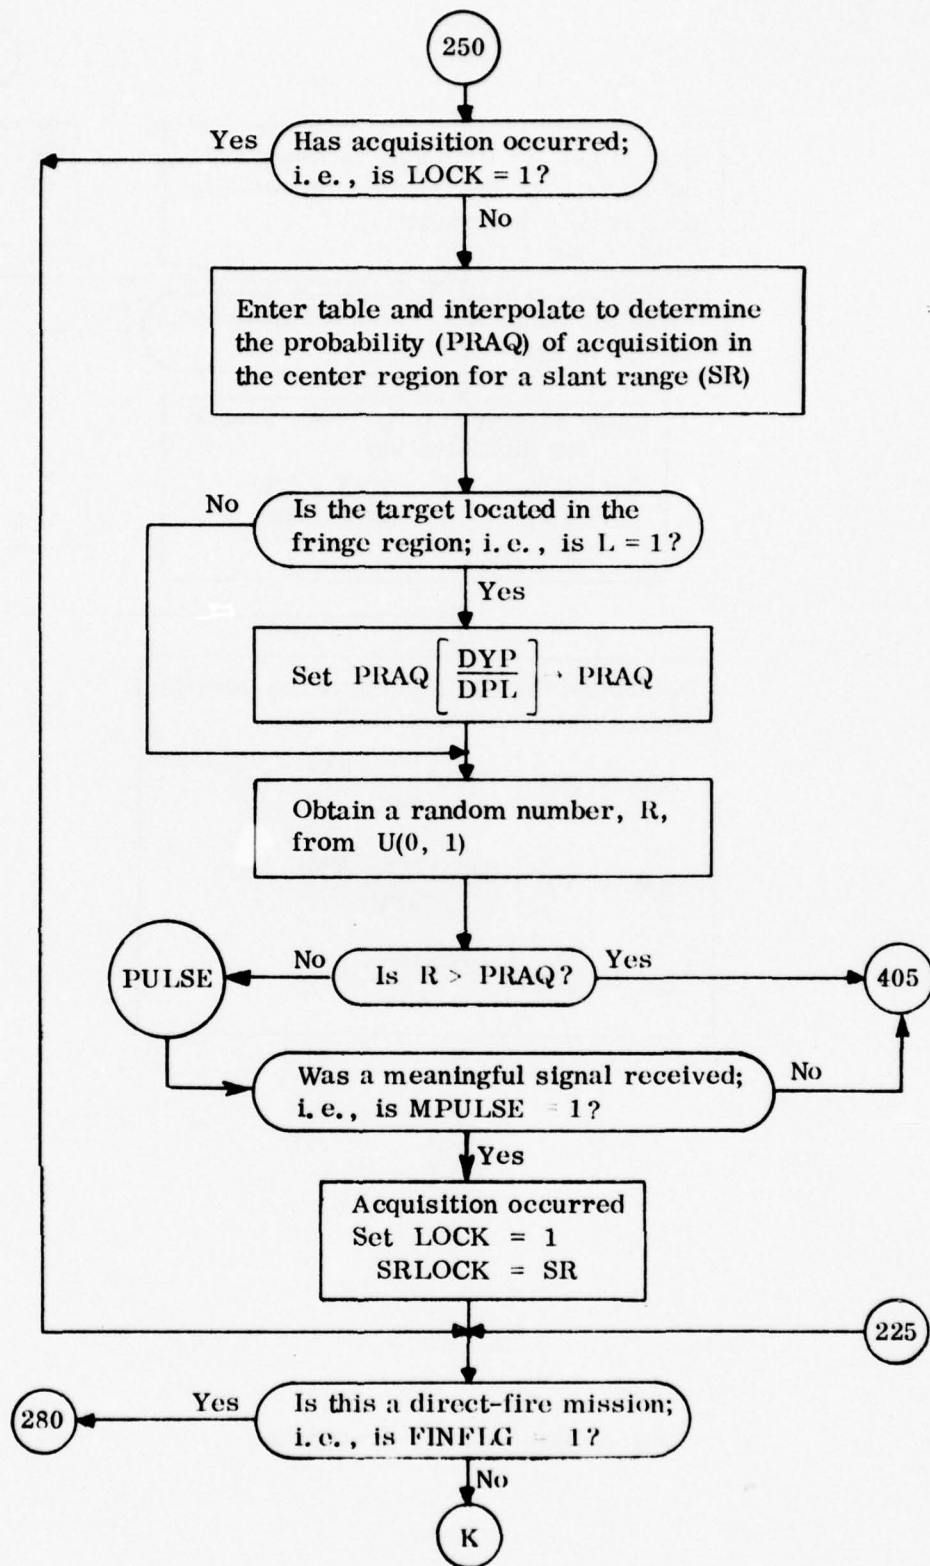 250
Yes
Has acquisition occurred;
i. e., is LOCK = 1?
No
Enter table and interpolate to determine
the probability (PRAQ) of acquisition in
the center region for a slant range (SR)
No
Is the target located in the
fringe region; i. e., is L = 1?
Yes
Set PRAQ [DYP/DPL] → PRAQ
Obtain a random number, R,
from U(0, 1)
PULSE
No
Is R > PRAQ?
Yes
405
Was a meaningful signal received;
i. e., is MPULSE = 1?
No
Yes
Acquisition occurred
Set LOCK = 1
SRLOCK = SR
225
280
Yes
Is this a direct-fire mission;
i. e., is FINFLG = 1?
No
K